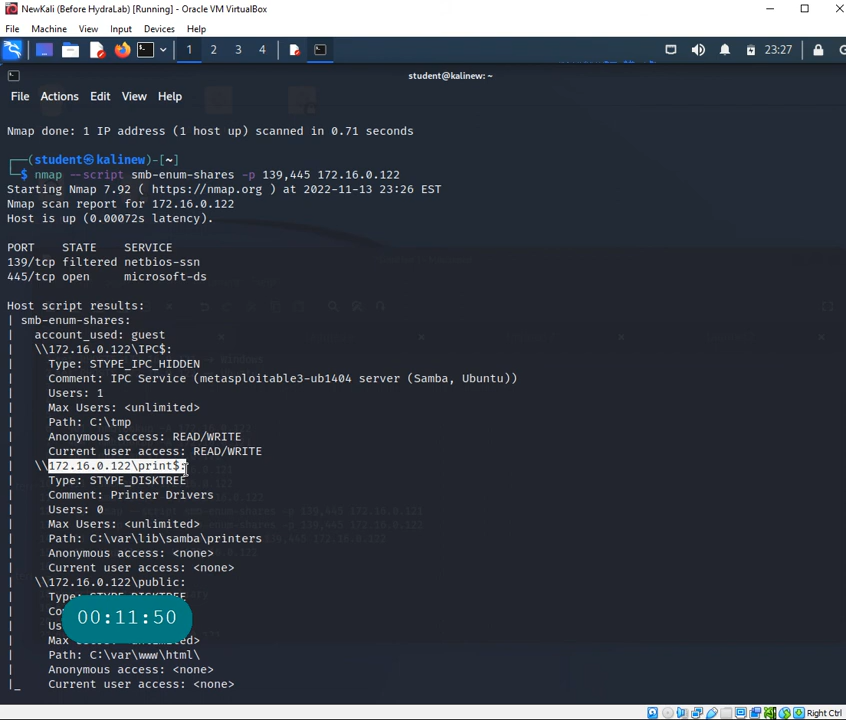 NewKali (Before HydraLab) [Running] - Oracle VM VirtualBox
File Machine View Input Devices Help
1 2 3 4 23:27
student@kalinew: ~
File Actions Edit View Help
Nmap done: 1 IP address (1 host up) scanned in 0.71 seconds
┌──(student㉿kalinew)-[~]
└─$ nmap --script smb-enum-shares -p 139,445 172.16.0.122
Starting Nmap 7.92 ( https://nmap.org ) at 2022-11-13 23:26 EST
Nmap scan report for 172.16.0.122
Host is up (0.00072s latency).
PORT STATE SERVICE
139/tcp filtered netbios-ssn
445/tcp open microsoft-ds
Host script results:
| smb-enum-shares:
| account_used: guest
| \\172.16.0.122\IPC$:
| Type: STYPE_IPC_HIDDEN
| Comment: IPC Service (metasploitable3-ub1404 server (Samba, Ubuntu))
| Users: 1
| Max Users: <unlimited>
| Path: C:\tmp
| Anonymous access: READ/WRITE
| Current user access: READ/WRITE
| \\172.16.0.122\print$:
| Type: STYPE_DISKTREE
| Comment: Printer Drivers
| Users: 0
| Max Users: <unlimited>
| Path: C:\var\lib\samba\printers
| Anonymous access: <none>
| Current user access: <none>
| \\172.16.0.122\public:
| Type: STYPE_DISKTREE
|
|
| Max Users: <unlimited>
| Path: C:\var\www\html\
| Anonymous access: <none>
|_ Current user access: <none>
00:11:50
Right Ctrl